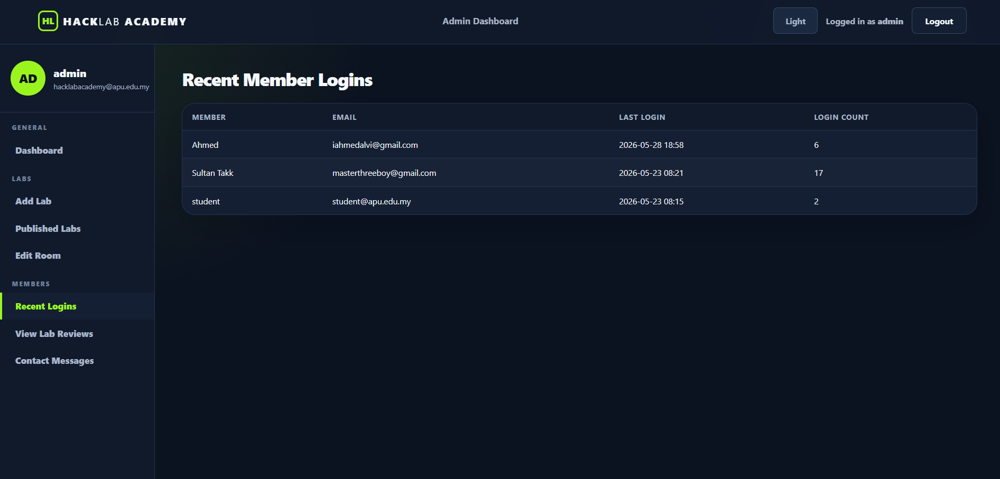 HL HACKLAB ACADEMY
Admin Dashboard
Light
Logged in as admin
Logout
AD
admin
hacklabacademy@apu.edu.my
GENERAL
Dashboard
LABS
Add Lab
Published Labs
Edit Room
MEMBERS
Recent Logins
View Lab Reviews
Contact Messages
Recent Member Logins
MEMBER EMAIL LAST LOGIN LOGIN COUNT
Ahmed iahmedalvi@gmail.com 2026-05-28 18:58 6
Sultan Takk masterthreeboy@gmail.com 2026-05-23 08:21 17
student student@apu.edu.my 2026-05-23 08:15 2